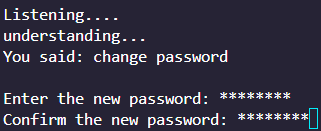 Listening....
understanding...
You said: change password
Enter the new password: ********
Confirm the new password: ********